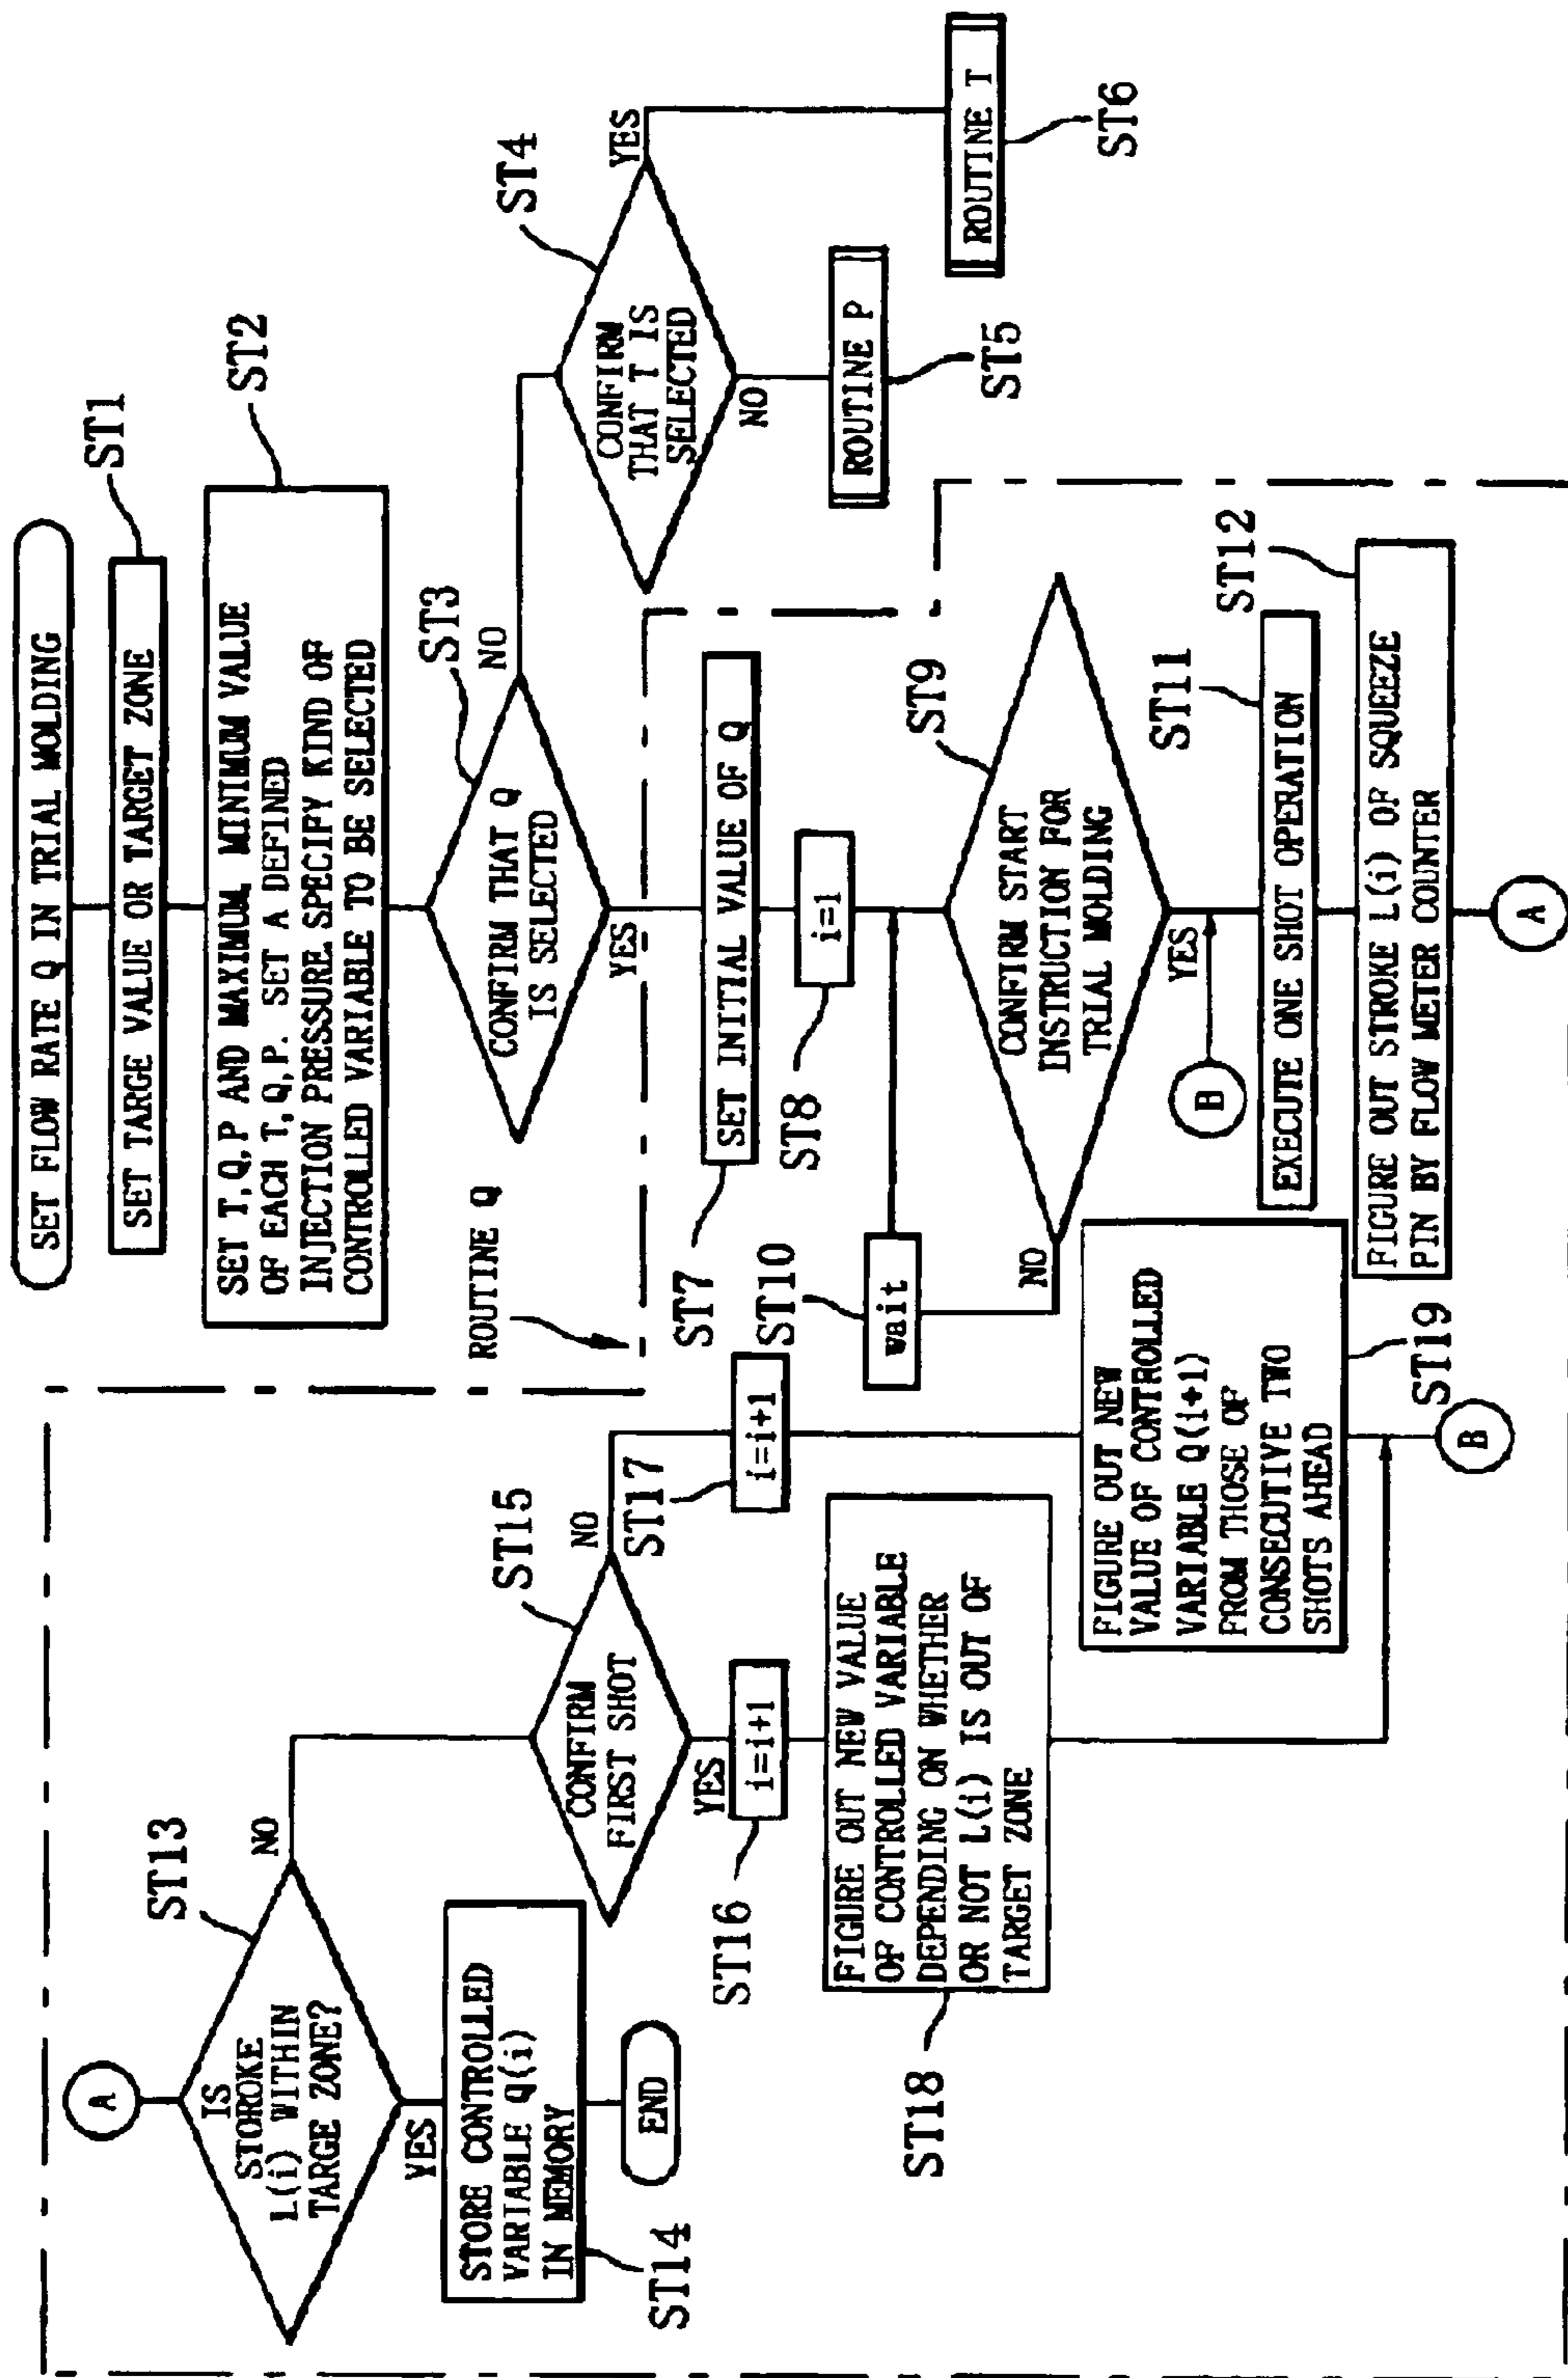 SET FLOW RATE Q IN TRIAL MOLDING
SET TARGE VALUE OR TARGET ZONE
ST1
SET T,Q,P AND MAXIMUM, MINIMUM VALUE
OF EACH T,Q,P. SET A DEFINED
INJECTION PRESSURE.SPECIFY KIND OF
CONTROLLED VARIABLE TO BE SELECTED
ST2
CONFIRM THAT Q
IS SELECTED
ST3
NO
YES
CONFIRM
THAT T IS
SELECTED
ST4
YES
NO
ROUTINE P
ST5
ROUTINE T
ST6
ROUTINE Q
SET INITIAL VALUE OF Q
ST7
i=1
ST8
CONFIRM START
INSTRUCTION FOR
TRIAL MOLDING
ST9
NO
wait
ST10
YES
B
EXECUTE ONE SHOT OPERATION
ST11
FIGURE OUT STROKE L(i) OF SQUEEZE
PIN BY FLOW METER COUNTER
ST12
A
A
IS
STOROKE
L(i) WITHIN
TARGE ZONE?
ST13
NO
YES
STORE CONTROLLED
VARIABLE Q(i)
IN MEMORY
ST14
END
CONFIRM
FIRST SHOT
ST15
NO
YES
i=i+1
ST16
i=i+1
ST17
FIGURE OUT NEW VALUE
OF CONTROLLED VARIABLE
DEPENDING ON WHETHER
OR NOT L(i) IS OUT OF
TARGET ZONE
ST18
FIGURE OUT NEW
VALUE OF CONTROLLED
VARIABLE Q(i+1)
FROM THOSE OF
CONSECUTIVE TWO
SHOTS AHEAD
ST19
B